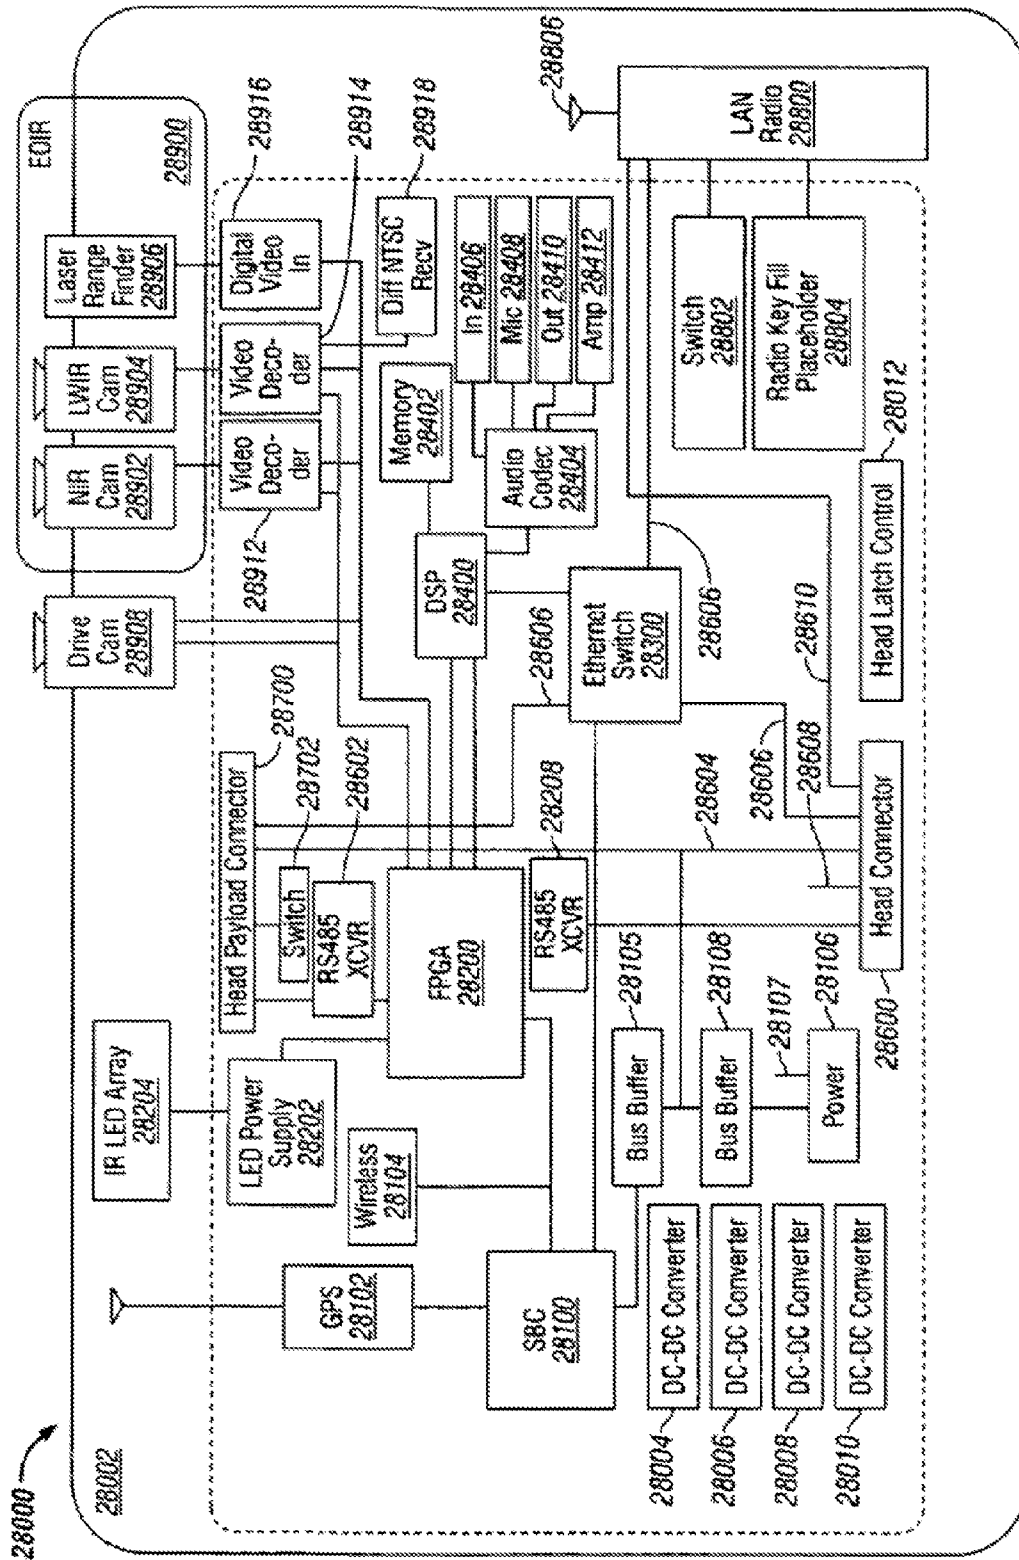 28000
28002
IR LED Array
28204
Drive
Cam
28908
NIR
Cam
28902
LWIR
Cam
28904
Laser
Range
Finder
28906
EOIR
28900
GPS
28102
LED Power
Supply
28202
Wireless
28104
Head Payload Connector
28700
Switch
28702
RS485
XCVR
28602
FPGA
28200
28912
Video
Deco-
der
Video
Deco-
der
28914
Digital
Video
In
28916
Diff NTSC
Recv
28918
Memory
28402
DSP
28400
Audio
Codec
28404
In 28406
Mic 28408
Out 28410
Amp 28412
28606
SBC
28100
RS485
XCVR
28208
Ethernet
Switch
28300
28606
28806
LAN
Radio
28800
Switch
28802
Radio Key Fill
Placeholder
28804
28004
DC-DC Converter
28006
DC-DC Converter
28008
DC-DC Converter
28010
DC-DC Converter
Bus Buffer
28105
Bus Buffer
28108
28107
Power
28106
28604
28606
28608
28610
Head Connector
28600
Head Latch Control
28012